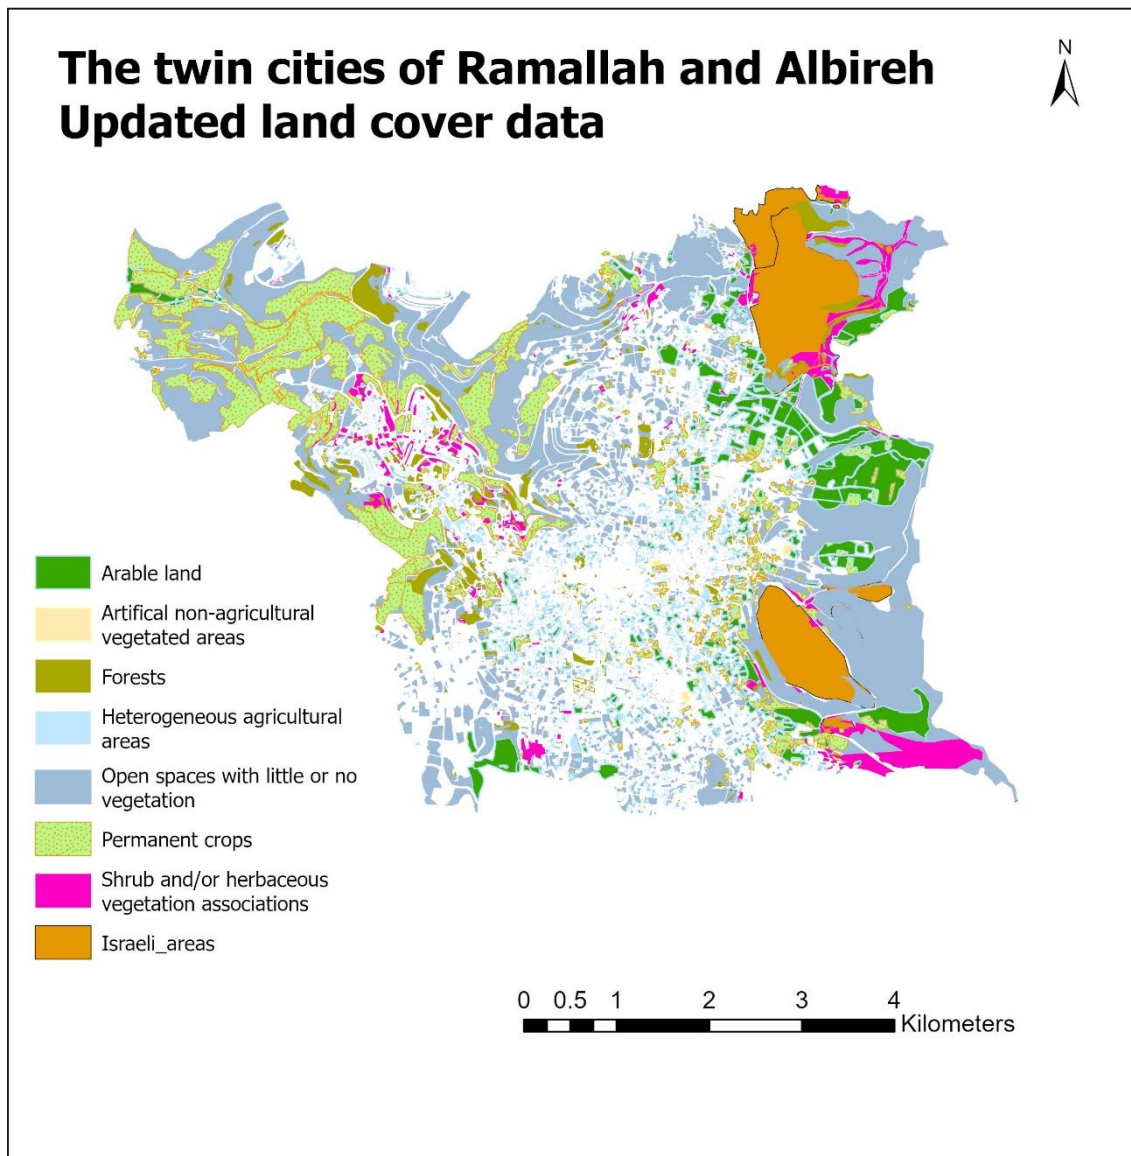 The twin cities of Ramallah and Albireh
Updated land cover data
N
Arable land
Artifical non-agricultural
vegetated areas
Forests
Heterogeneous agricultural
areas
Open spaces with little or no
vegetation
Permanent crops
Shrub and/or herbaceous
vegetation associations
Israeli_areas
0 0.5 1 2 3 4
Kilometers